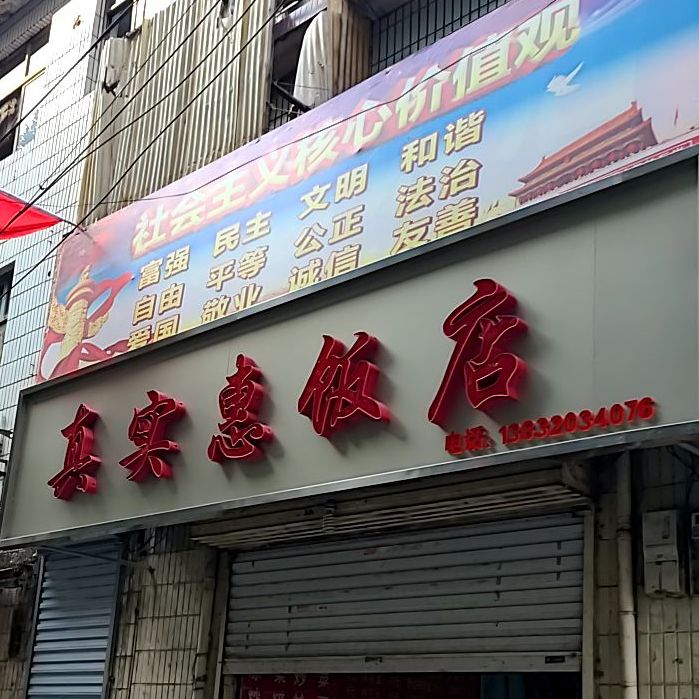 社会主义核心价值观
富强 民主 文明 和谐
自由 平等 公正 法治
爱国 敬业 诚信 友善
真实惠饭店
电话: 13832034076